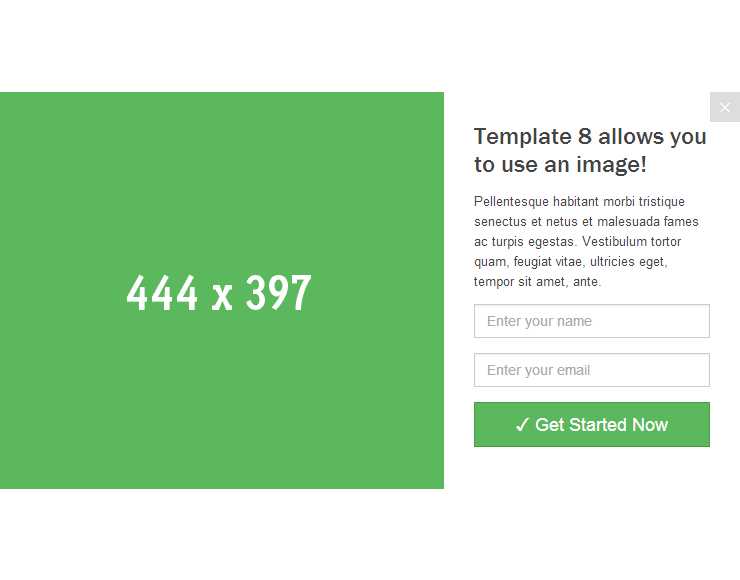 444 x 397
×
Template 8 allows you
to use an image!
Pellentesque habitant morbi tristique
senectus et netus et malesuada fames
ac turpis egestas. Vestibulum tortor
quam, feugiat vitae, ultricies eget,
tempor sit amet, ante.
Enter your name
Enter your email
✓ Get Started Now